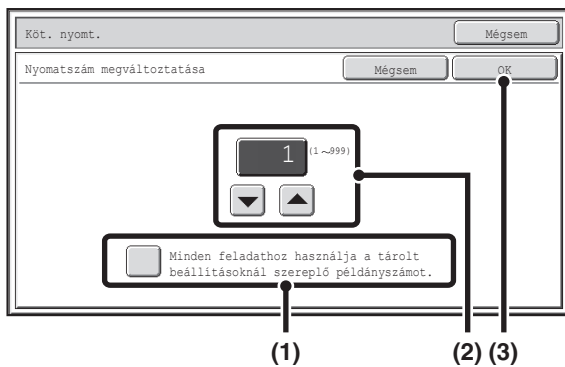 Köt. nyomt.
Mégsem
Nyomatszám megváltoztatása
Mégsem
OK
1
(1～999)
Minden feladathoz használja a tárolt
beállításoknál szereplő példányszámot.
(1)
(2) (3)